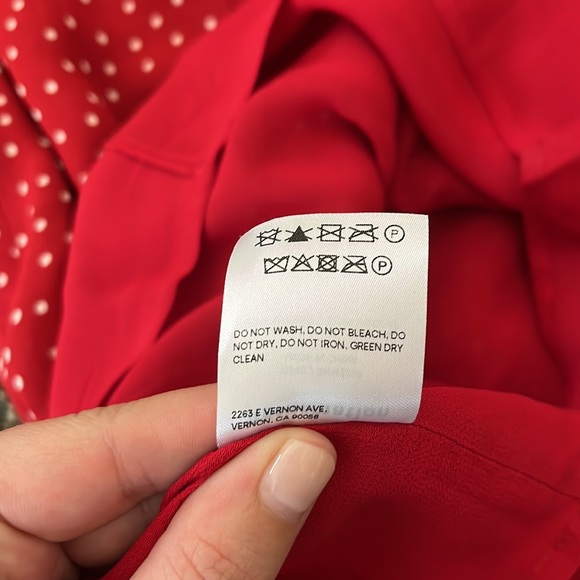 P
P
DO NOT WASH, DO NOT BLEACH, DO
NOT DRY, DO NOT IRON, GREEN DRY
CLEAN
2263 E VERNON AVE,
VERNON, CA 90058